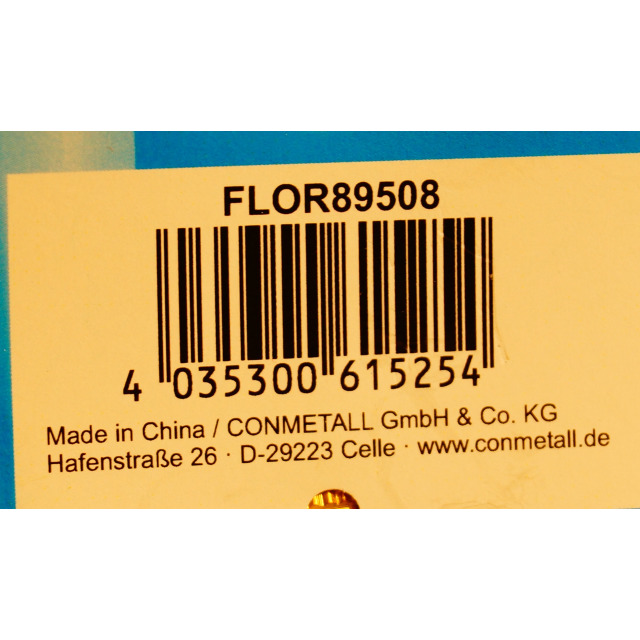 FLOR89508
4 035300 615254
Made in China / CONMETALL GmbH & Co. KG
Hafenstraße 26 · D-29223 Celle · www.conmetall.de